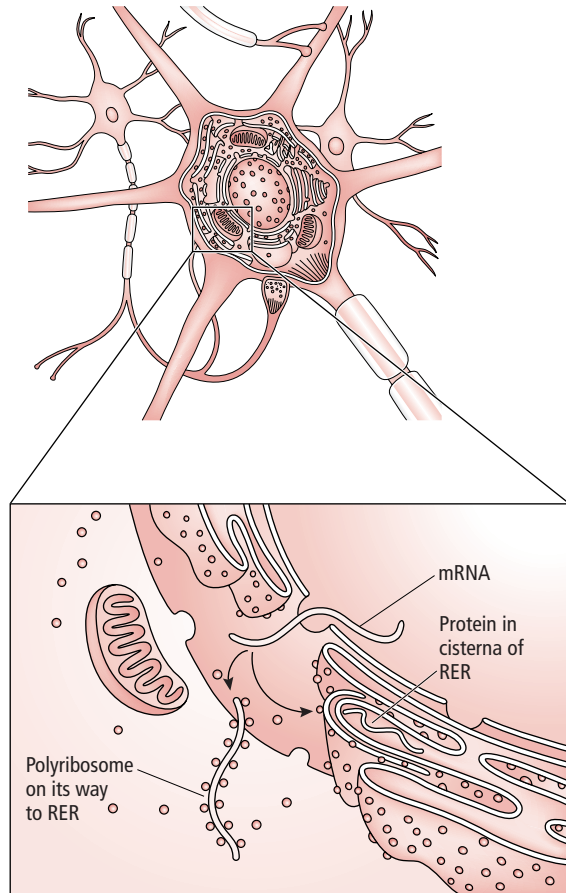 mRNA
Protein in
cisterna of
RER
Polyribosome
on its way
to RER